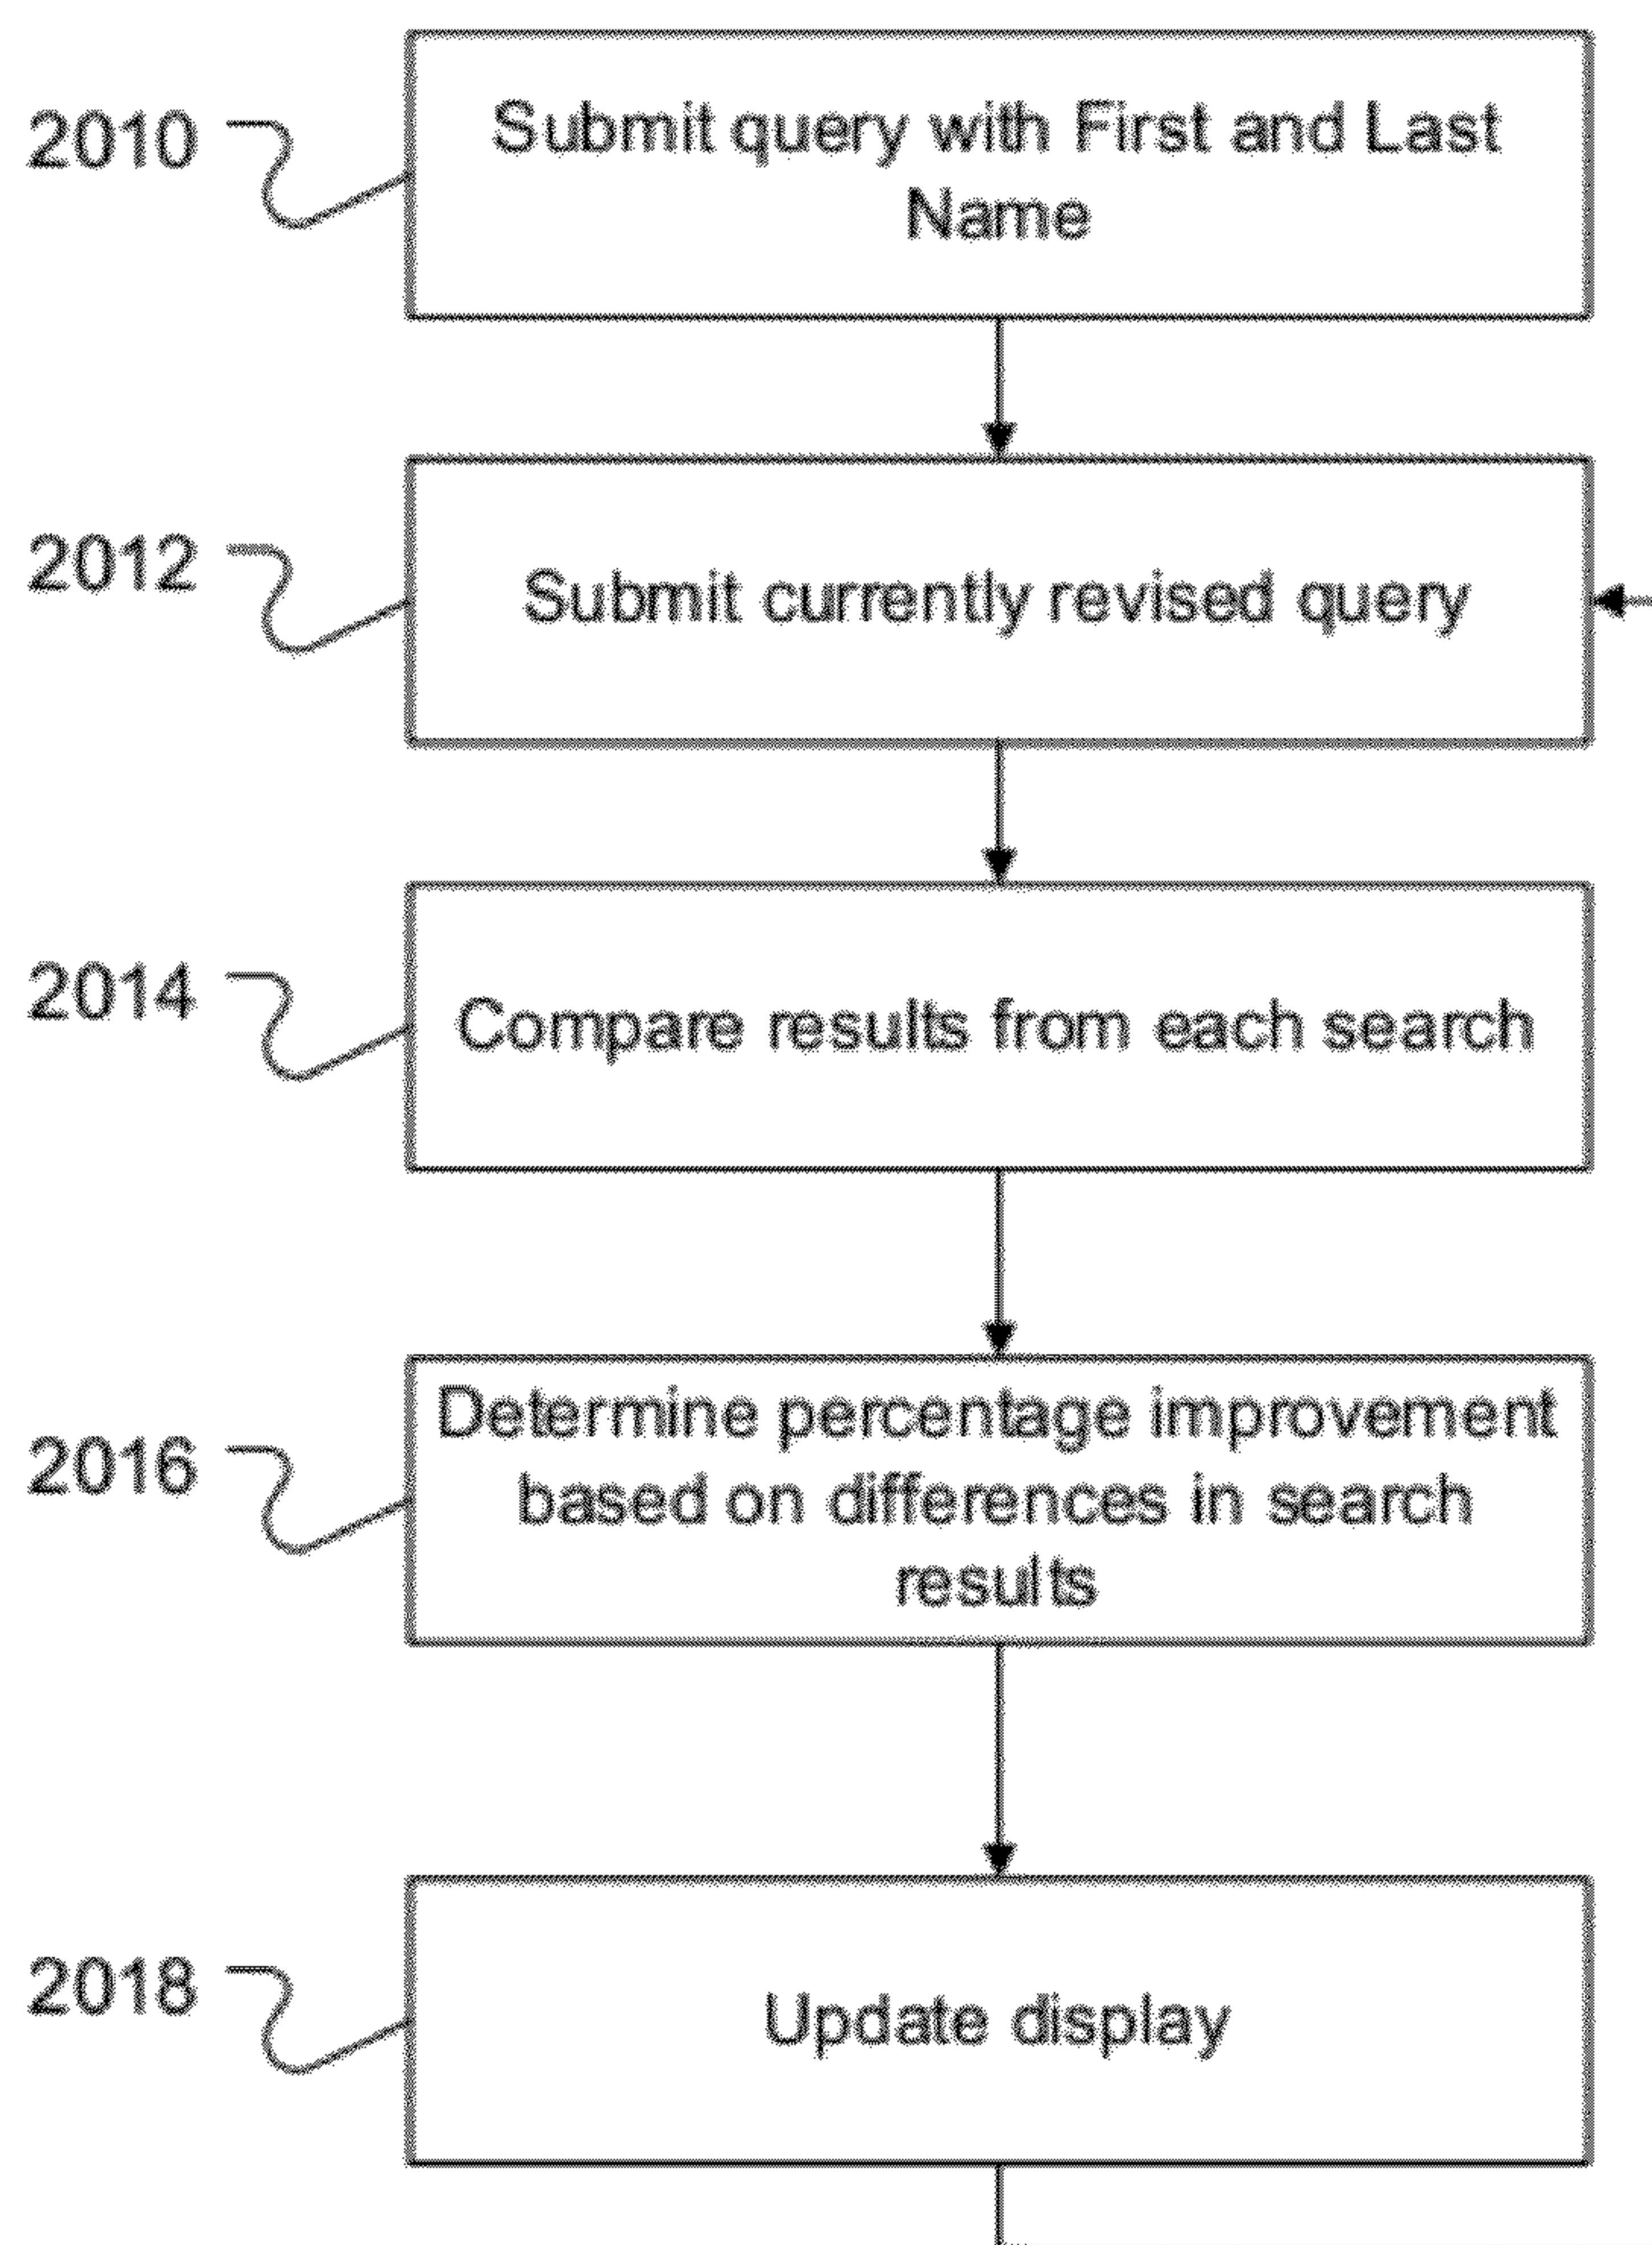 2010
Submit query with First and Last
Name
2012
Submit currently revised query
2014
Compare results from each search
2016
Determine percentage improvement
based on differences in search
results
2018
Update display